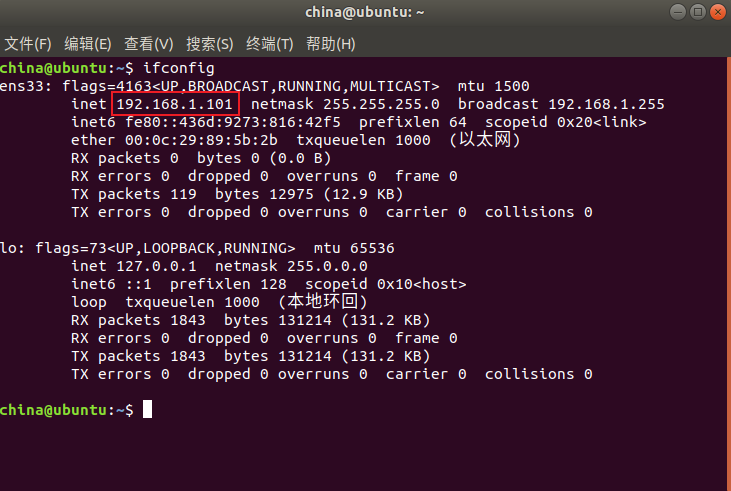 china@ubuntu: ~
文件(F) 编辑(E) 查看(V) 搜索(S) 终端(T) 帮助(H)
china@ubuntu:~$ ifconfig
ens33: flags=4163<UP,BROADCAST,RUNNING,MULTICAST>  mtu 1500
        inet 192.168.1.101  netmask 255.255.255.0  broadcast 192.168.1.255
        inet6 fe80::436d:9273:816:42f5  prefixlen 64  scopeid 0x20<link>
        ether 00:0c:29:89:5b:2b  txqueuelen 1000  (以太网)
        RX packets 0  bytes 0 (0.0 B)
        RX errors 0  dropped 0  overruns 0  frame 0
        TX packets 119  bytes 12975 (12.9 KB)
        TX errors 0  dropped 0 overruns 0  carrier 0  collisions 0
lo: flags=73<UP,LOOPBACK,RUNNING>  mtu 65536
        inet 127.0.0.1  netmask 255.0.0.0
        inet6 ::1  prefixlen 128  scopeid 0x10<host>
        loop  txqueuelen 1000  (本地环回)
        RX packets 1843  bytes 131214 (131.2 KB)
        RX errors 0  dropped 0  overruns 0  frame 0
        TX packets 1843  bytes 131214 (131.2 KB)
        TX errors 0  dropped 0 overruns 0  carrier 0  collisions 0
china@ubuntu:~$